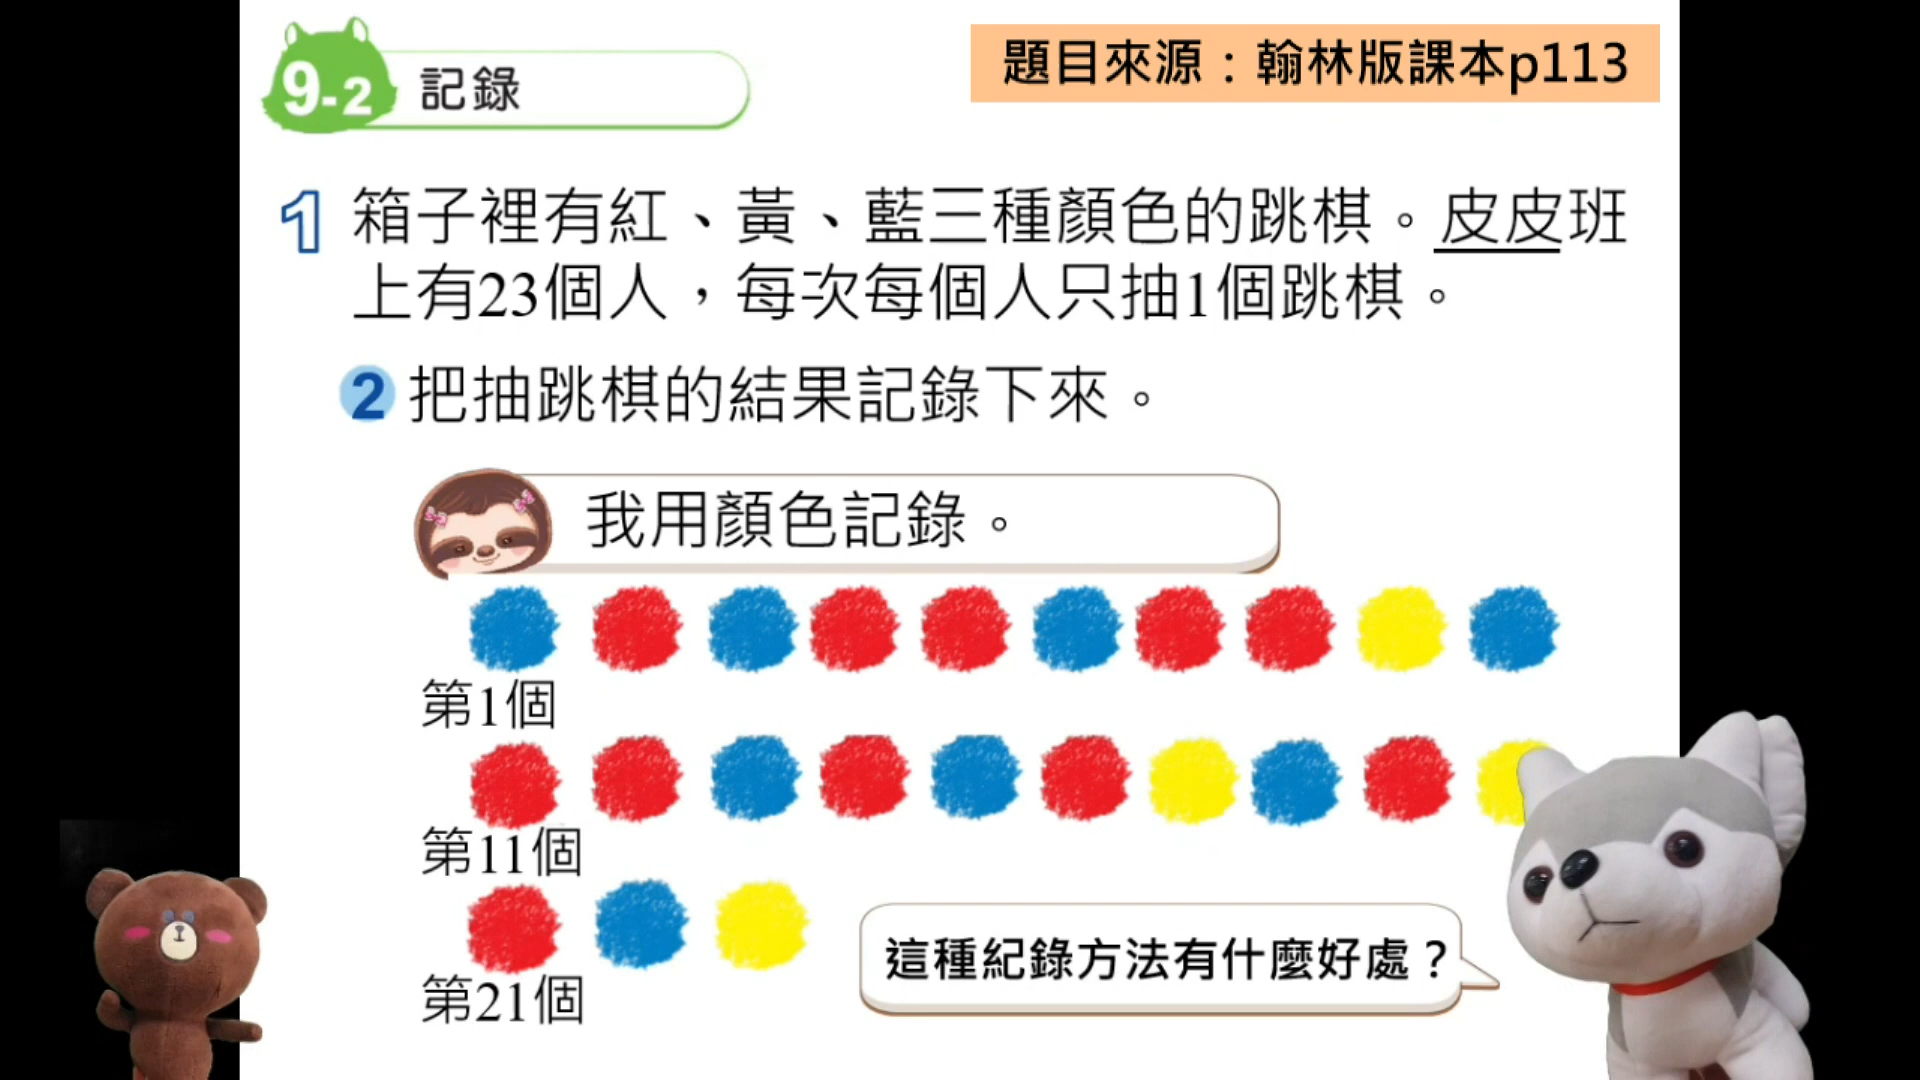 9-2 記錄
題目來源：翰林版課本p113
1 箱子裡有紅、黃、藍三種顏色的跳棋。皮皮班
上有23個人，每次每個人只抽1個跳棋。
2 把抽跳棋的結果記錄下來。
我用顏色記錄。
第1個
第11個
第21個
這種紀錄方法有什麼好處？